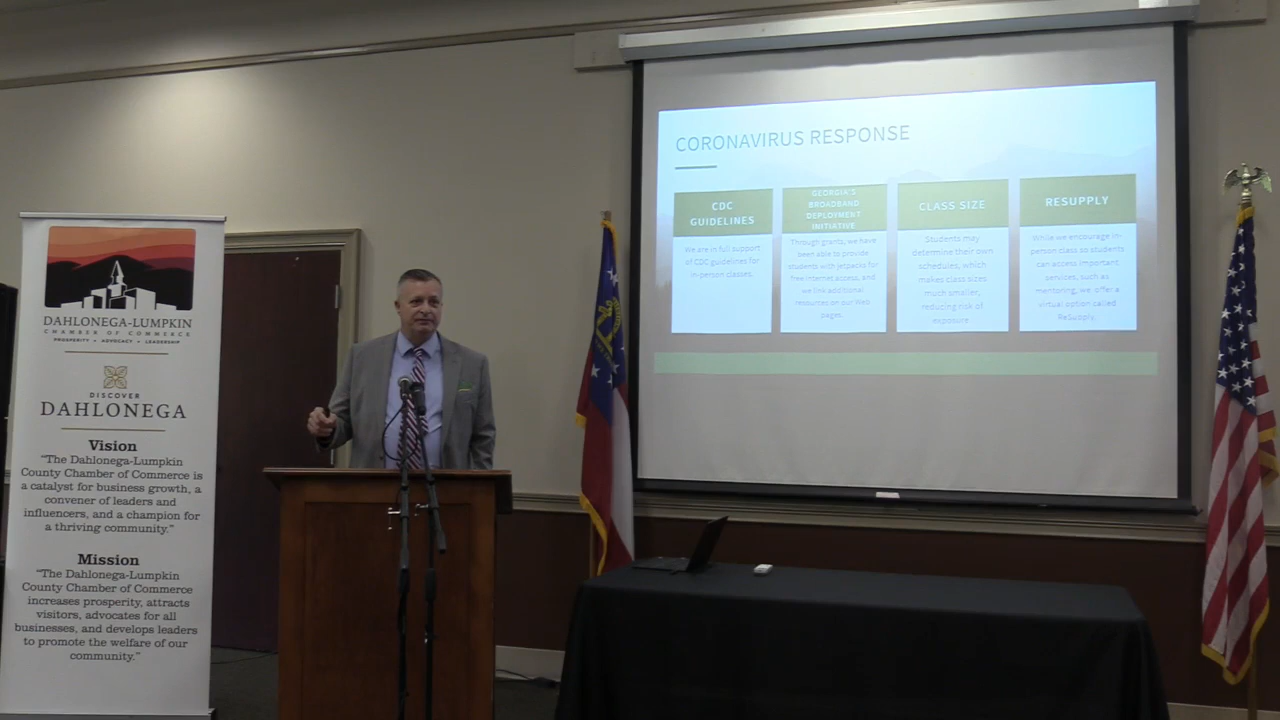 DAHLONEGA-LUMPKIN
CHAMBER OF COMMERCE
PROSPERITY • ADVOCACY • LEADERSHIP
DISCOVER
DAHLONEGA
Vision
"The Dahlonega-Lumpkin
County Chamber of Commerce is
a catalyst for business growth, a
convener of leaders and
influencers, and a champion for
a thriving community."
Mission
"The Dahlonega-Lumpkin
County Chamber of Commerce
increases prosperity, attracts
visitors, advocates for all
businesses, and develops leaders
to promote the welfare of our
community."
CORONAVIRUS RESPONSE
CDC
GUIDELINES
We are in full support
of CDC guidelines for
in-person classes.
GEORGIA'S
BROADBAND
DEPLOYMENT
INITIATIVE
Through grants, we have
been able to provide
students with jetpacks for
free internet access, and
we link additional
resources on our Web
pages.
CLASS SIZE
Students may
determine their own
schedules, which
makes class sizes
much smaller,
reducing risk of
exposure
RESUPPLY
While we encourage in-
person class so students
can access important
services, such as
mentoring, we offer a
virtual option called
ReSupply.